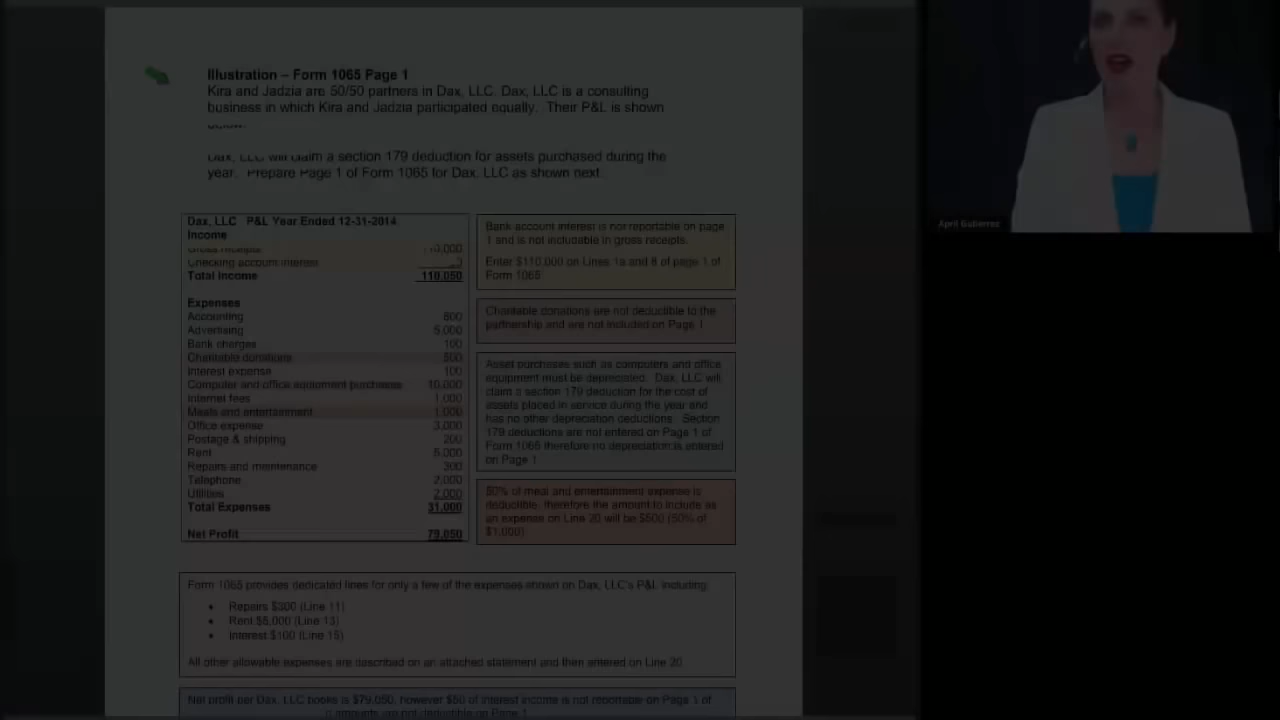 Illustration – Form 1065 Page 1
Kira and Jadzia are 50/50 partners in Dax, LLC. Dax, LLC is a consulting
business in which Kira and Jadzia participated equally. Their P&L is shown
Dax, LLC will claim a section 179 deduction for assets purchased during the
year. Prepare Page 1 of Form 1065 for Dax, LLC as shown next.
Dax, LLC P&L Year Ended 12-31-2014
Income
Gross receipts 110,000
Checking account interest
Total Income 110,050
Expenses
Accounting 800
Advertising 5,000
Bank charges 100
Charitable donations 500
Interest expense 100
Computer and office equipment purchases 10,000
Internet fees 1,000
Meals and entertainment 1,000
Office expense 3,000
Postage & shipping 200
Rent 5,000
Repairs and maintenance 300
Telephone 2,000
Utilities 2,000
Total Expenses 31,000
Net Profit 79,050
Bank account interest is not reportable on page
1 and is not includable in gross receipts.
Enter $110,000 on Lines 1a and 8 of page 1 of
Form 1065
Charitable donations are not deductible to the
partnership and are not included on Page 1
Asset purchases such as computers and office
equipment must be depreciated. Dax, LLC will
claim a section 179 deduction for the cost of
assets placed in service during the year and
has no other depreciation deductions. Section
179 deductions are not entered on Page 1 of
Form 1065 therefore no depreciation is entered
on Page 1
50% of meal and entertainment expense is
deductible, therefore the amount to include as
an expense on Line 20 will be $500 (50% of
$1,000)
Form 1065 provides dedicated lines for only a few of the expenses shown on Dax, LLC's P&L including:
• Repairs $300 (Line 11)
• Rent $5,000 (Line 13)
• Interest $100 (Line 15)
All other allowable expenses are described on an attached statement and then entered on Line 20
Net profit per Dax, LLC books is $79,050, however $50 of interest income is not reportable on Page 1 of
amounts are not deductible on Page 1
April Gutierrez